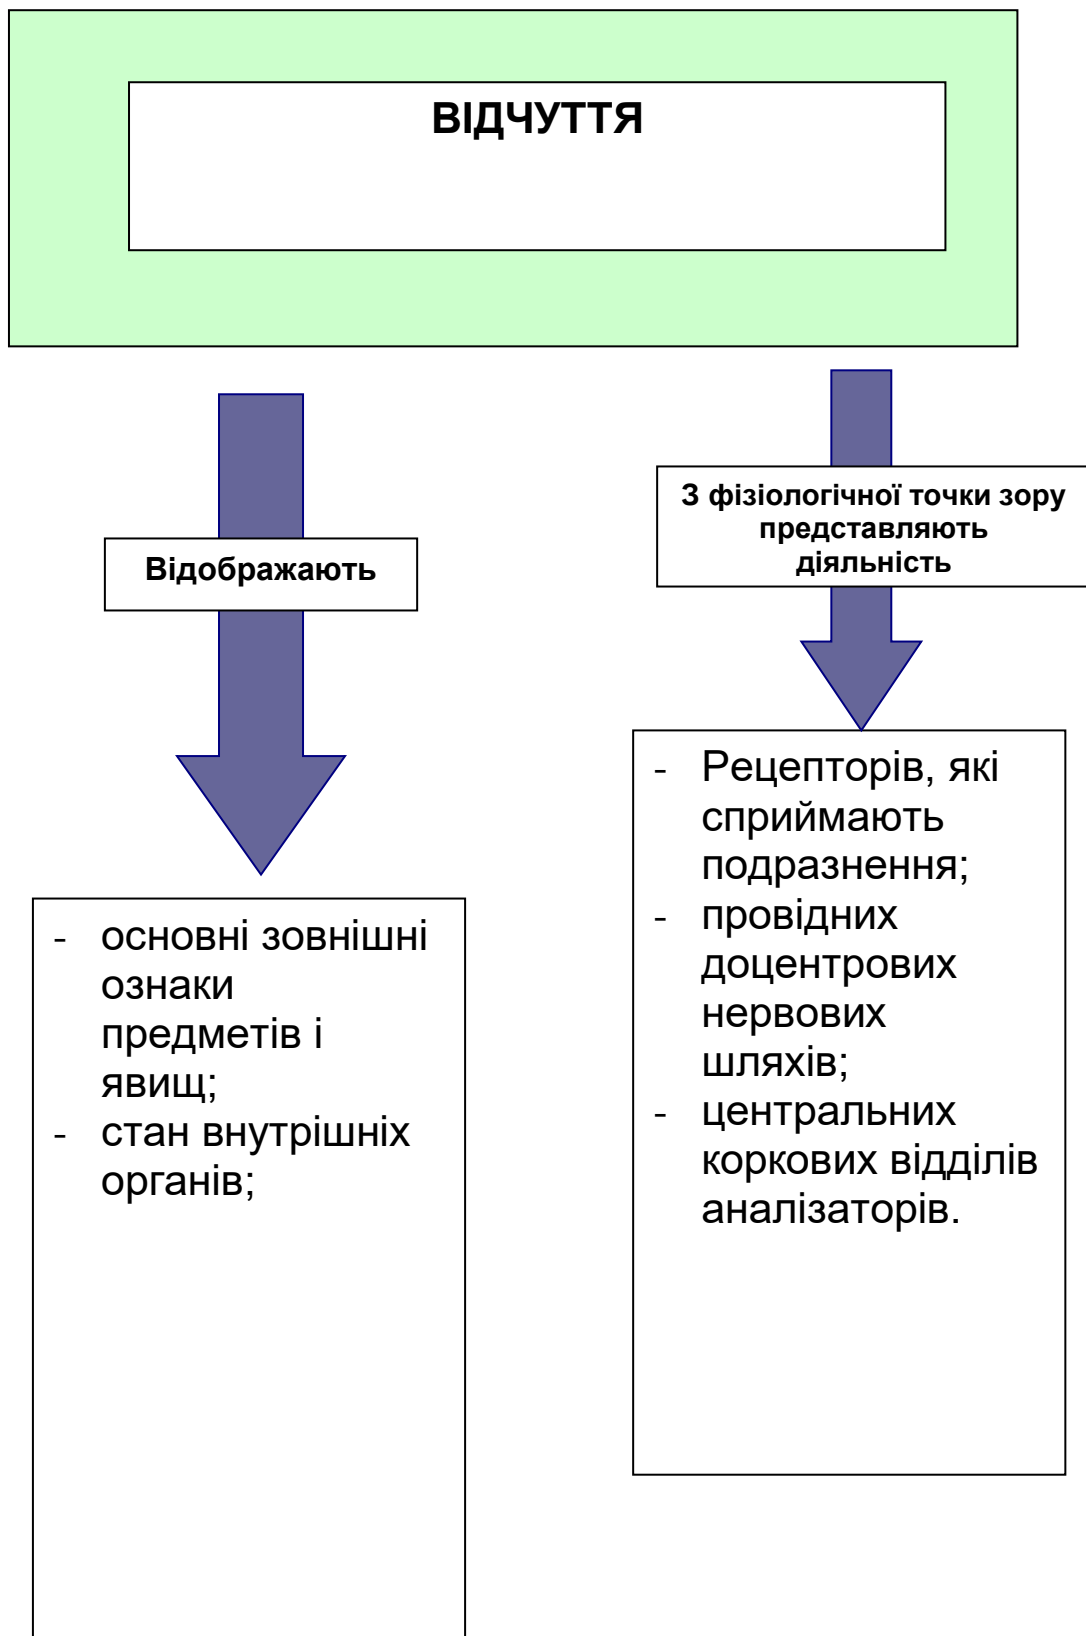 ВІДЧУТТЯ
Відображають
- основні зовнішні
ознаки
предметів і
явищ;
- стан внутрішніх
органів;
З фізіологічної точки зору
представляють
діяльність
- Рецепторів, які
сприймають
подразнення;
- провідних
доцентрових
нервових
шляхів;
- центральних
коркових відділів
аналізаторів.